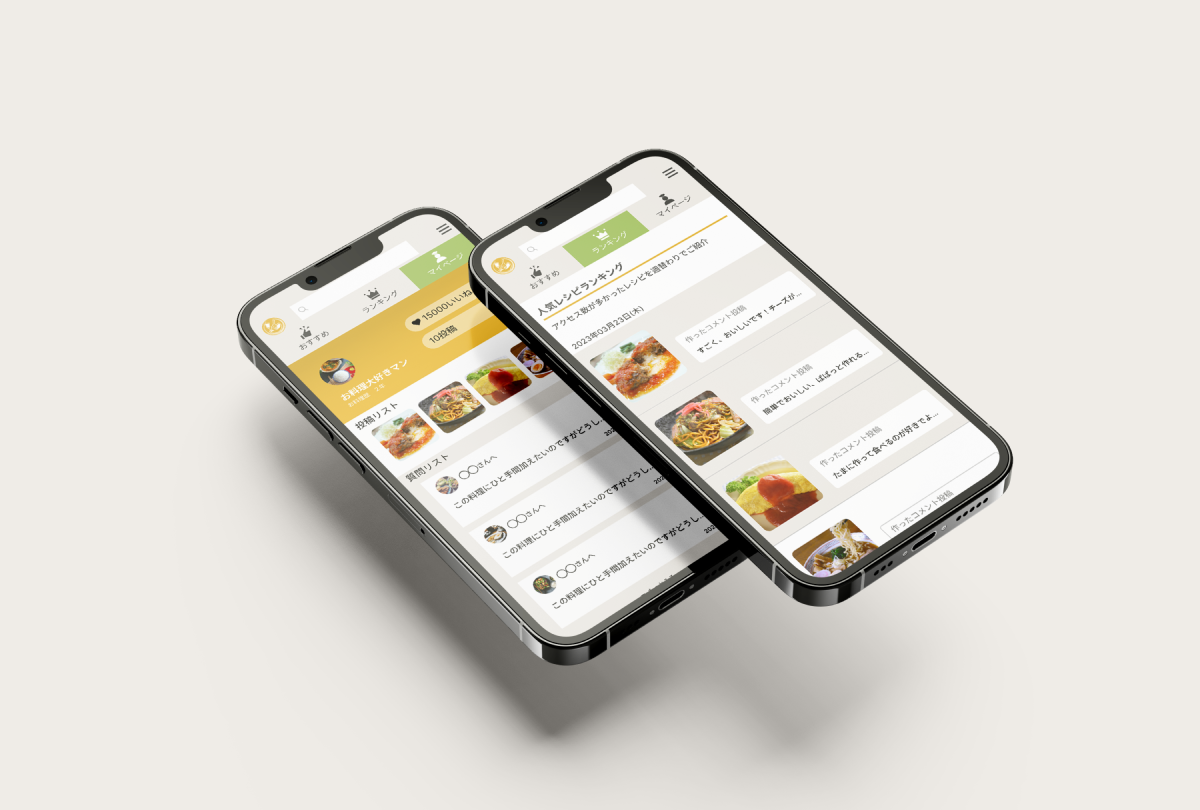 おすすめ
ランキング
マイページ
15000いいね
10投稿
お料理大好きマン
投稿リスト
質問リスト
◯◯さんへ
この料理にひと手間加えたいのですがどうし...
◯◯さんへ
この料理にひと手間加えたいのですがどうし...
◯◯さんへ
この料理にひと手間加えたいのですがどうし...
おすすめ
ランキング
マイページ
人気レシピランキング
アクセス数が多かったレシピを週替わりでご紹介
2023年03月23日(木)
作ったコメント投稿
すごく、おいしいです！チーズが...
作ったコメント投稿
簡単でおいしい、ぱぱっと作れる...
作ったコメント投稿
たまに作って食べるのが好きでよ...
作ったコメント投稿